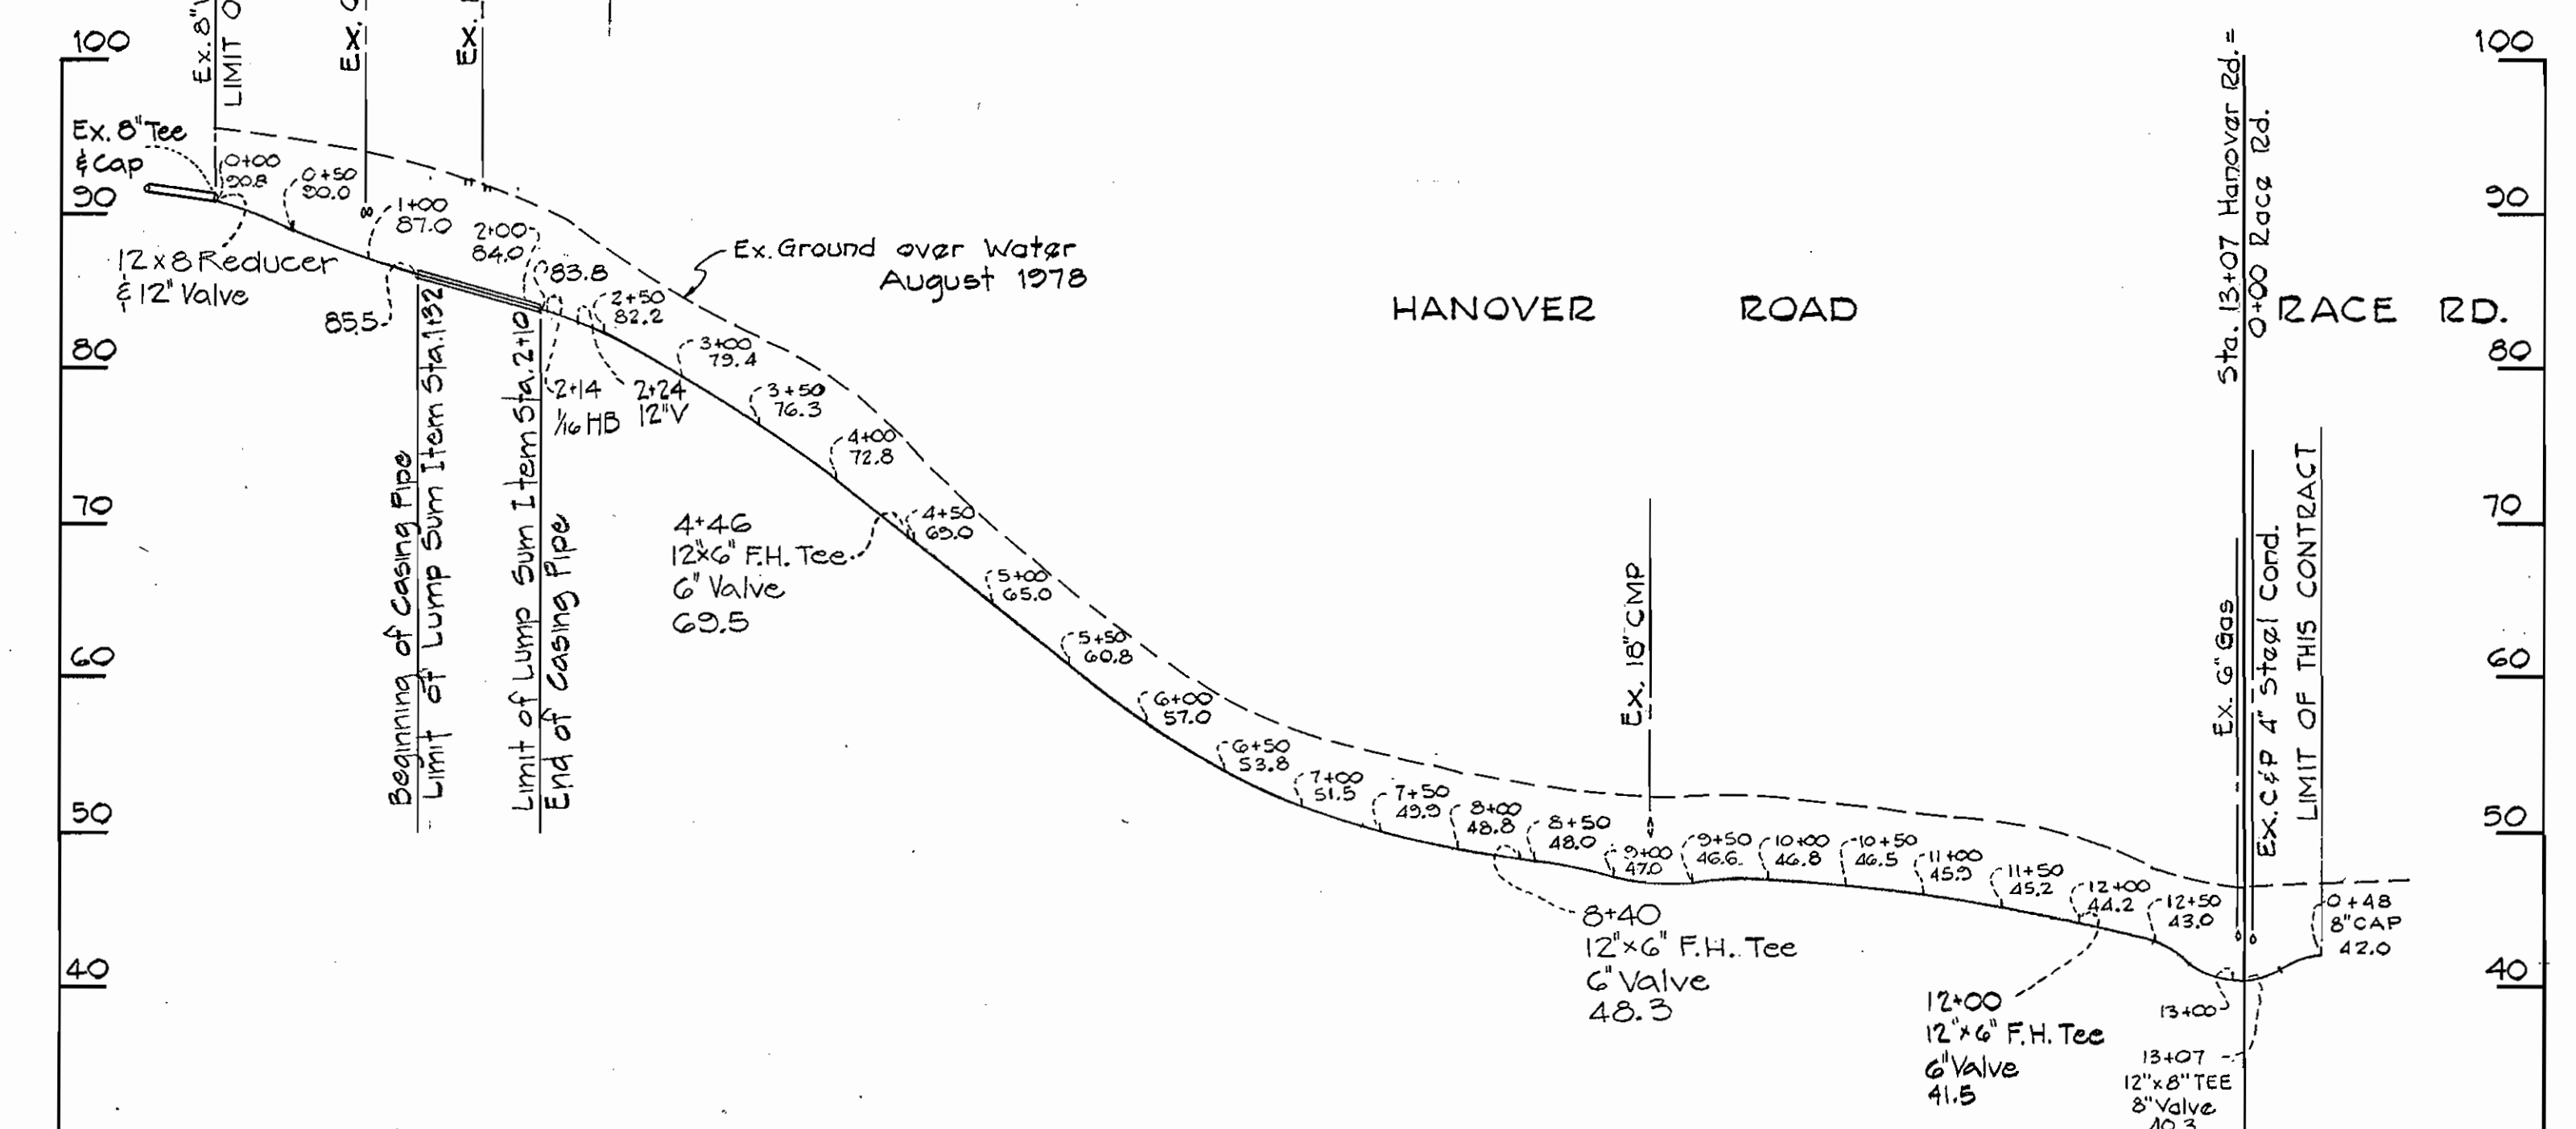 100
90
80
70
60
50
40
Ex. 8"
LIMIT O
Ex.
Ex.
Ex. 8" Tee
& Cap
0+00
90.8
0+50
90.0
12x8 Reducer
& 12" Valve
1+00
87.0
85.5
2+00
84.0
83.8
2+50
82.2
2+14
1/16 HB
2+24
12" V
Beginning of Casing Pipe
Limit of Lump Sum Item Sta. 1+32
Limit of Lump Sum Item Sta. 2+10
End of Casing Pipe
Ex. Ground over Water
August 1978
3+00
79.4
3+50
76.3
4+00
72.8
4+46
12"x6" F.H. Tee
6" Valve
69.5
4+50
69.0
5+00
65.0
5+50
60.8
6+00
57.0
6+50
53.8
7+00
51.5
7+50
49.9
8+00
48.8
8+50
48.0
8+40
12"x6" F.H. Tee
6" Valve
48.3
HANOVER ROAD
Ex. 18" CMP
9+00
47.0
9+50
46.6
10+00
46.8
10+50
46.5
11+00
45.9
11+50
45.2
12+00
44.2
12+50
43.0
12+00
12"x6" F.H. Tee
6" Valve
41.5
13+00
13+07
12"x8" TEE
8" Valve
40.3
Sta. 13+07 Hanover Rd. =
0+00 Race Rd.
RACE RD.
Ex. 6" Gas
Ex. C&P 4" Steel Cond.
LIMIT OF THIS CONTRACT
0+48
8" CAP
42.0
100
90
80
70
60
50
40